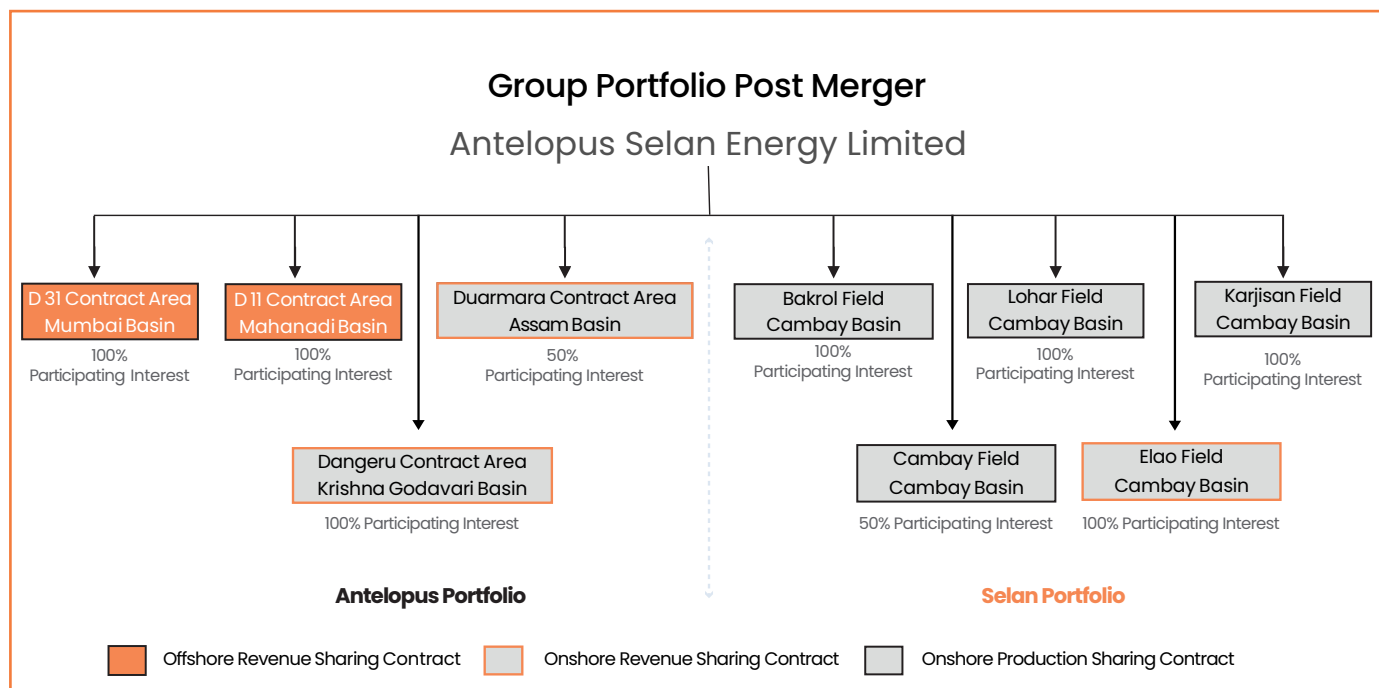 Group Portfolio Post Merger
Antelopus Selan Energy Limited
D 31 Contract Area
Mumbai Basin
100%
Participating Interest
D 11 Contract Area
Mahanadi Basin
100%
Participating Interest
Duarmara Contract Area
Assam Basin
50%
Participating Interest
Bakrol Field
Cambay Basin
100%
Participating Interest
Lohar Field
Cambay Basin
100%
Participating Interest
Karjisan Field
Cambay Basin
100%
Participating Interest
Dangeru Contract Area
Krishna Godavari Basin
100% Participating Interest
Cambay Field
Cambay Basin
50% Participating Interest
Elao Field
Cambay Basin
100% Participating Interest
Antelopus Portfolio
Selan Portfolio
Offshore Revenue Sharing Contract
Onshore Revenue Sharing Contract
Onshore Production Sharing Contract